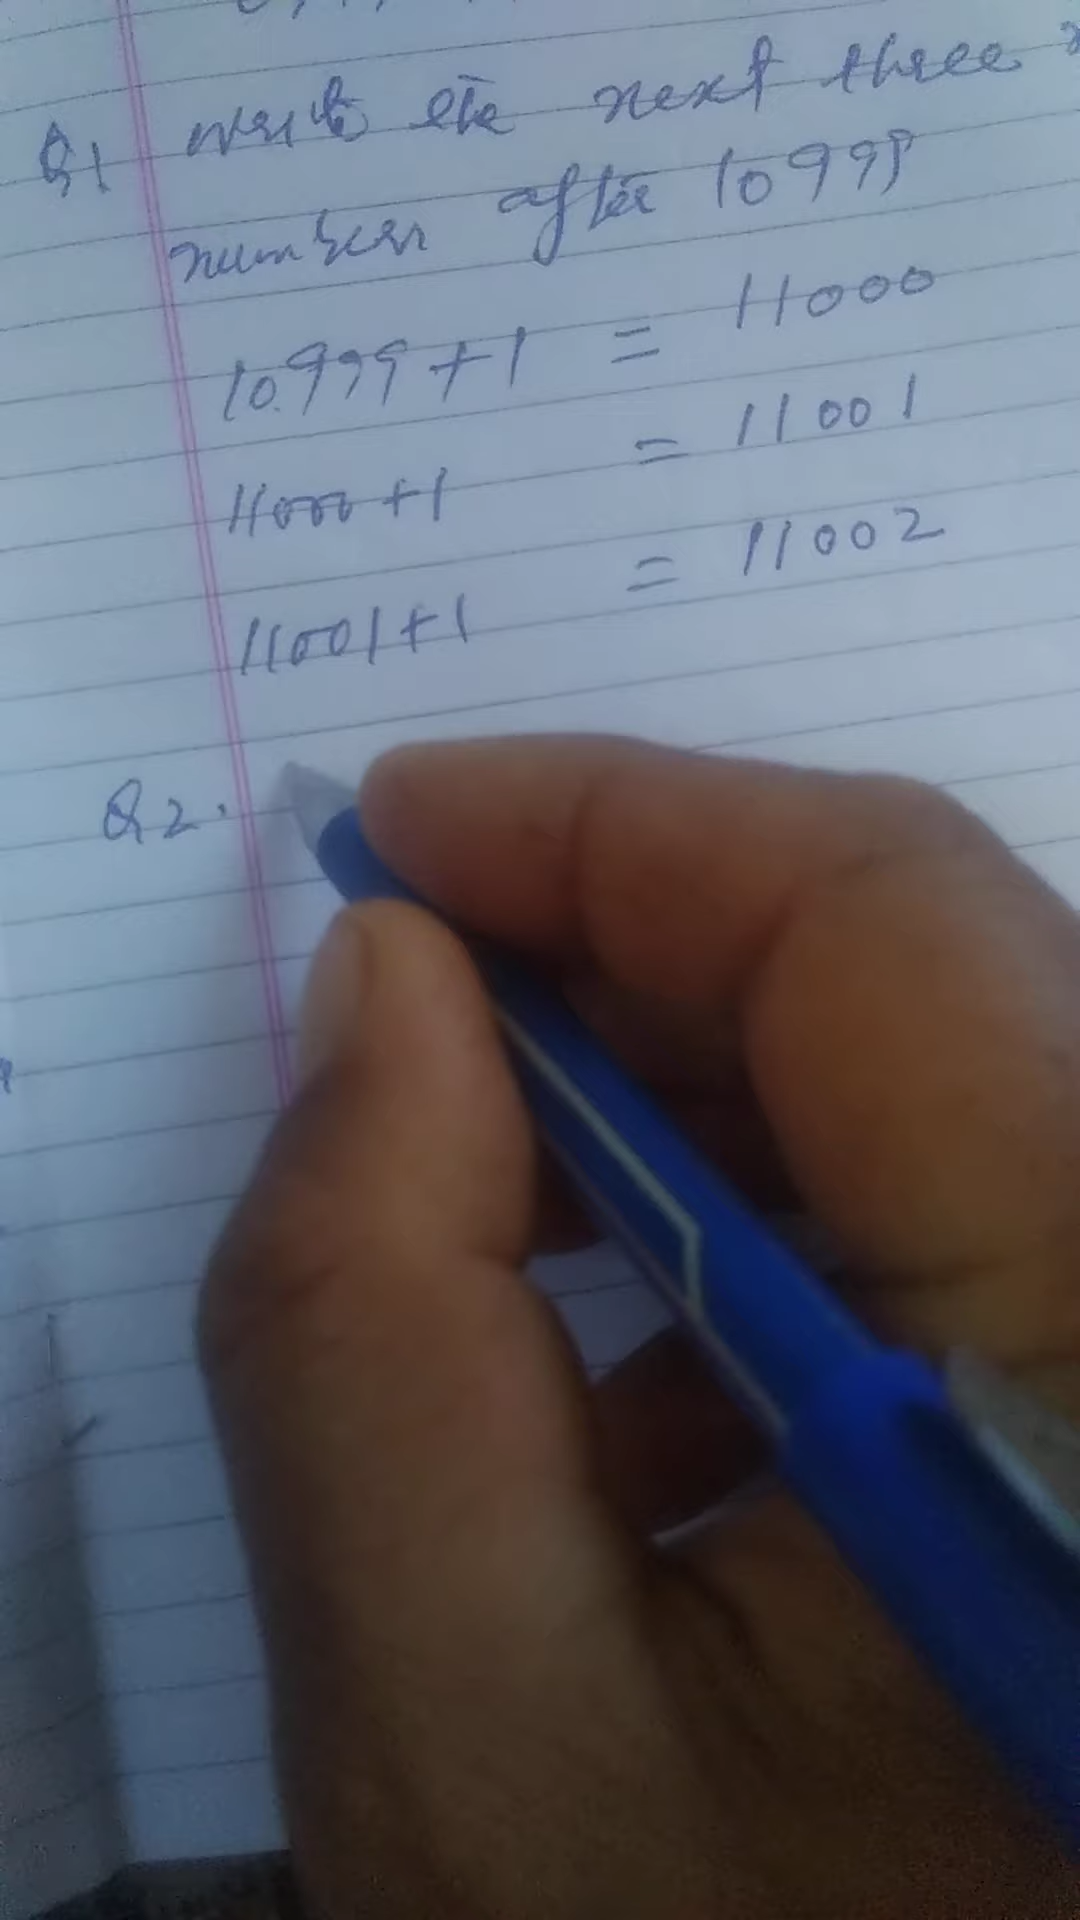 Q1 Write the next three
number after 10999
10999+1 = 11000
11000+1 = 11001
11001+1 = 11002
Q2.